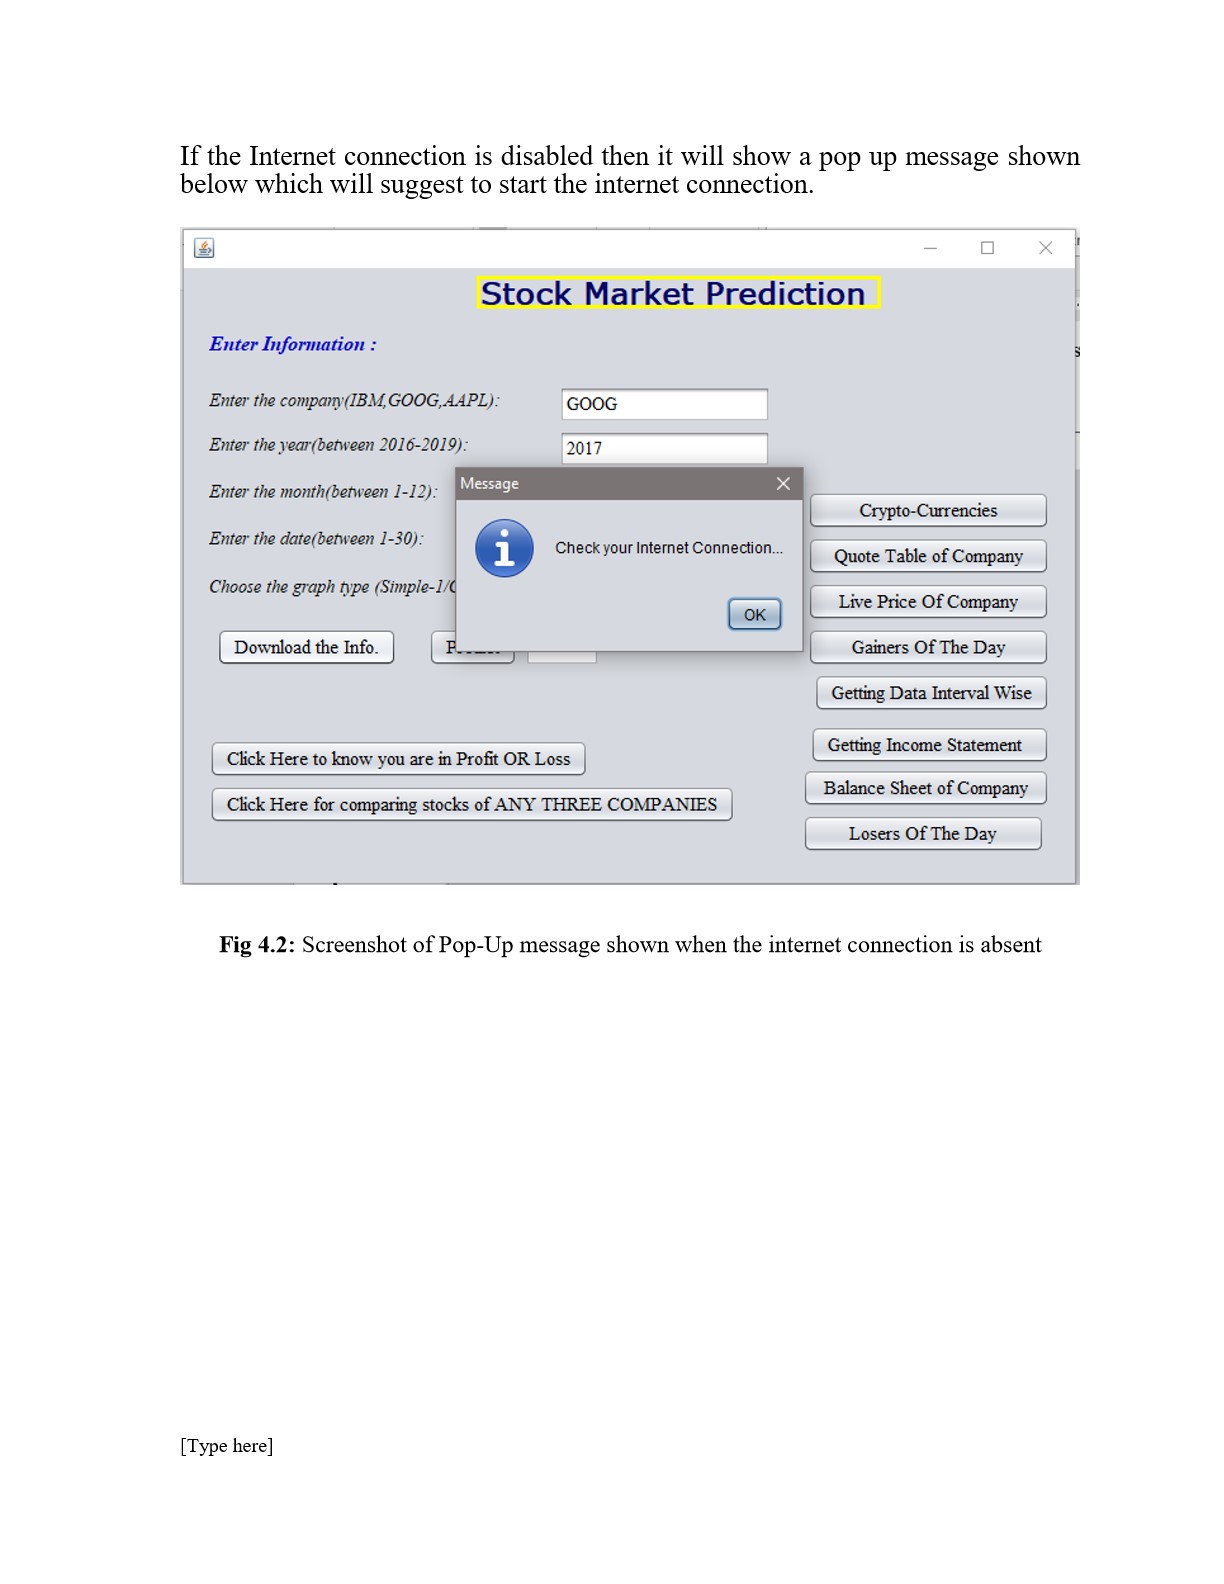 If the Internet connection is disabled then it will show a pop up message shown
below which will suggest to start the internet connection.
Stock Market Prediction
Enter Information :
Enter the company(IBM,GOOG,AAPL):
GOOG
Enter the year(between 2016-2019):
2017
Enter the month(between 1-12):
Enter the date(between 1-30):
Choose the graph type (Simple-1/
Message
Check your Internet Connection...
OK
Download the Info.
Click Here to know you are in Profit OR Loss
Click Here for comparing stocks of ANY THREE COMPANIES
Crypto-Currencies
Quote Table of Company
Live Price Of Company
Gainers Of The Day
Getting Data Interval Wise
Getting Income Statement
Balance Sheet of Company
Losers Of The Day
Fig 4.2: Screenshot of Pop-Up message shown when the internet connection is absent
[Type here]